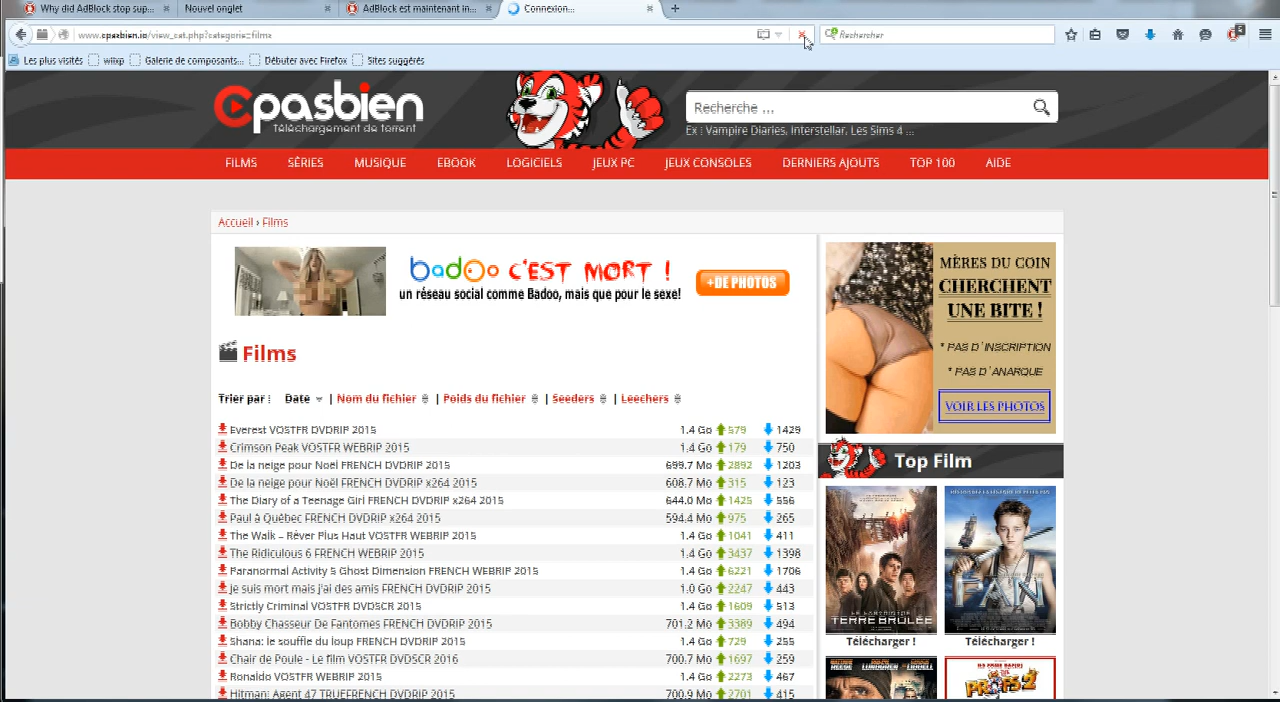 Why did AdBlock stop sup...
Nouvel onglet
AdBlock est maintenant in...
Connexion...
www.cpasbien.io/view_cat.php?categorie=films
Rechercher
Les plus visités
wiixp
Galerie de composants...
Débuter avec Firefox
Sites suggérés
Cpasbien
Téléchargement de torrent
Recherche ...
Ex : Vampire Diaries, Interstellar, Les Sims 4 ...
FILMS SÉRIES MUSIQUE EBOOK LOGICIELS JEUX PC JEUX CONSOLES DERNIERS AJOUTS TOP 100 AIDE
Accueil › Films
badoo C'EST MORT !
un réseau social comme Badoo, mais que pour le sexe!
+DE PHOTOS
Films
Trier par : Date | Nom du fichier | Poids du fichier | Seeders | Leechers
Everest VOSTFR DVDRIP 2015 1.4 Go 579 1429
Crimson Peak VOSTFR WEBRIP 2015 1.4 Go 179 750
De la neige pour Noël FRENCH DVDRIP 2015 699.7 Mo 2892 1203
De la neige pour Noël FRENCH DVDRIP x264 2015 608.7 Mo 315 123
The Diary of a Teenage Girl FRENCH DVDRIP x264 2015 644.0 Mo 1425 556
Paul à Québec FRENCH DVDRIP x264 2015 594.4 Mo 975 265
The Walk – Rêver Plus Haut VOSTFR WEBRIP 2015 1.4 Go 1041 411
The Ridiculous 6 FRENCH WEBRIP 2015 1.4 Go 3437 1398
Paranormal Activity 5 Ghost Dimension FRENCH WEBRIP 2015 1.4 Go 6221 1706
Je suis mort mais j'ai des amis FRENCH DVDRIP 2015 1.0 Go 2247 443
Strictly Criminal VOSTFR DVDSCR 2015 1.4 Go 1609 513
Bobby Chasseur De Fantomes FRENCH DVDRIP 2015 701.2 Mo 494
Shana: le souffle du loup FRENCH DVDRIP 2015 1.4 Go 1729 255
Chair de Poule - Le film VOSTFR DVDSCR 2016 700.7 Mo 1697 259
Ronaldo VOSTFR WEBRIP 2015 1.4 Go 2273 467
Hitman: Agent 47 TRUEFRENCH DVDRIP 2015 700.9 Mo 2701 415
MÈRES DU COIN
CHERCHENT
UNE BITE !
* PAS D'INSCRIPTION
* PAS D'ANARQUE
VOIR LES PHOTOS
Top Film
TERRE BRÛLÉE
PAN
Télécharger !
Télécharger !